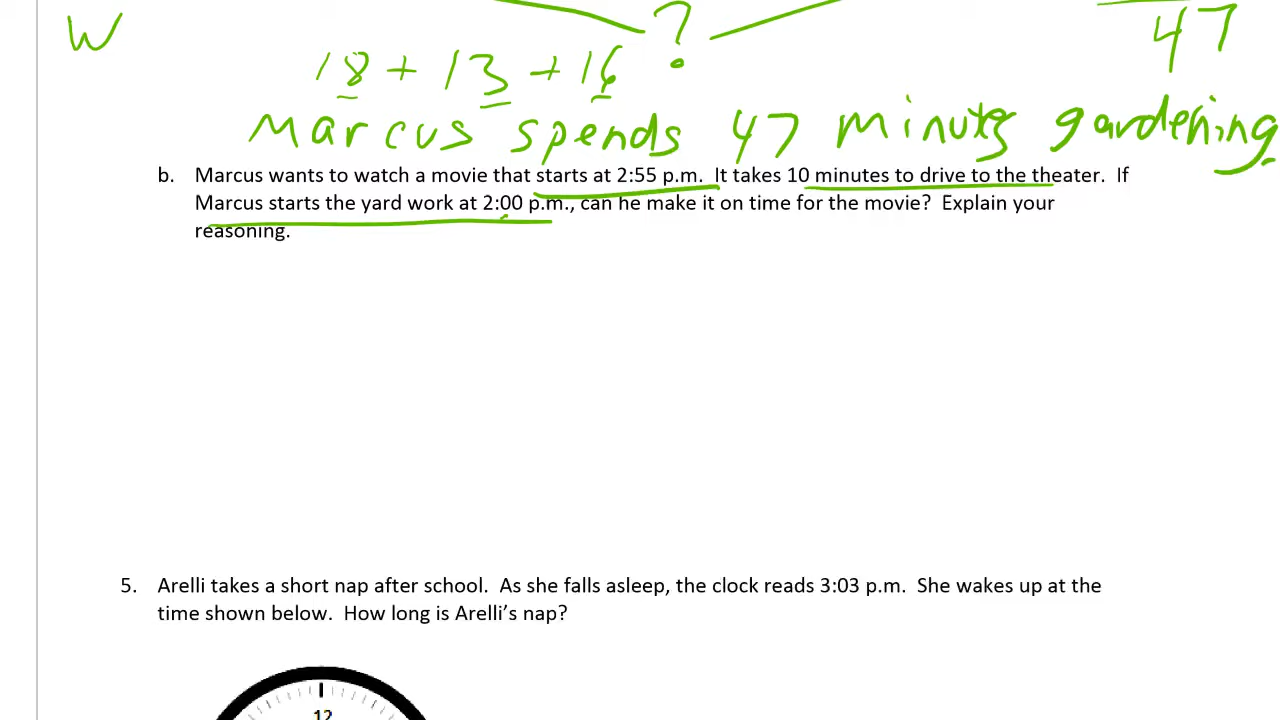 W
?
47
18 + 13 + 16
Marcus spends 47 minutes gardening
b. Marcus wants to watch a movie that starts at 2:55 p.m. It takes 10 minutes to drive to the theater. If
Marcus starts the yard work at 2:00 p.m., can he make it on time for the movie? Explain your
reasoning.
5. Arelli takes a short nap after school. As she falls asleep, the clock reads 3:03 p.m. She wakes up at the
time shown below. How long is Arelli’s nap?
12